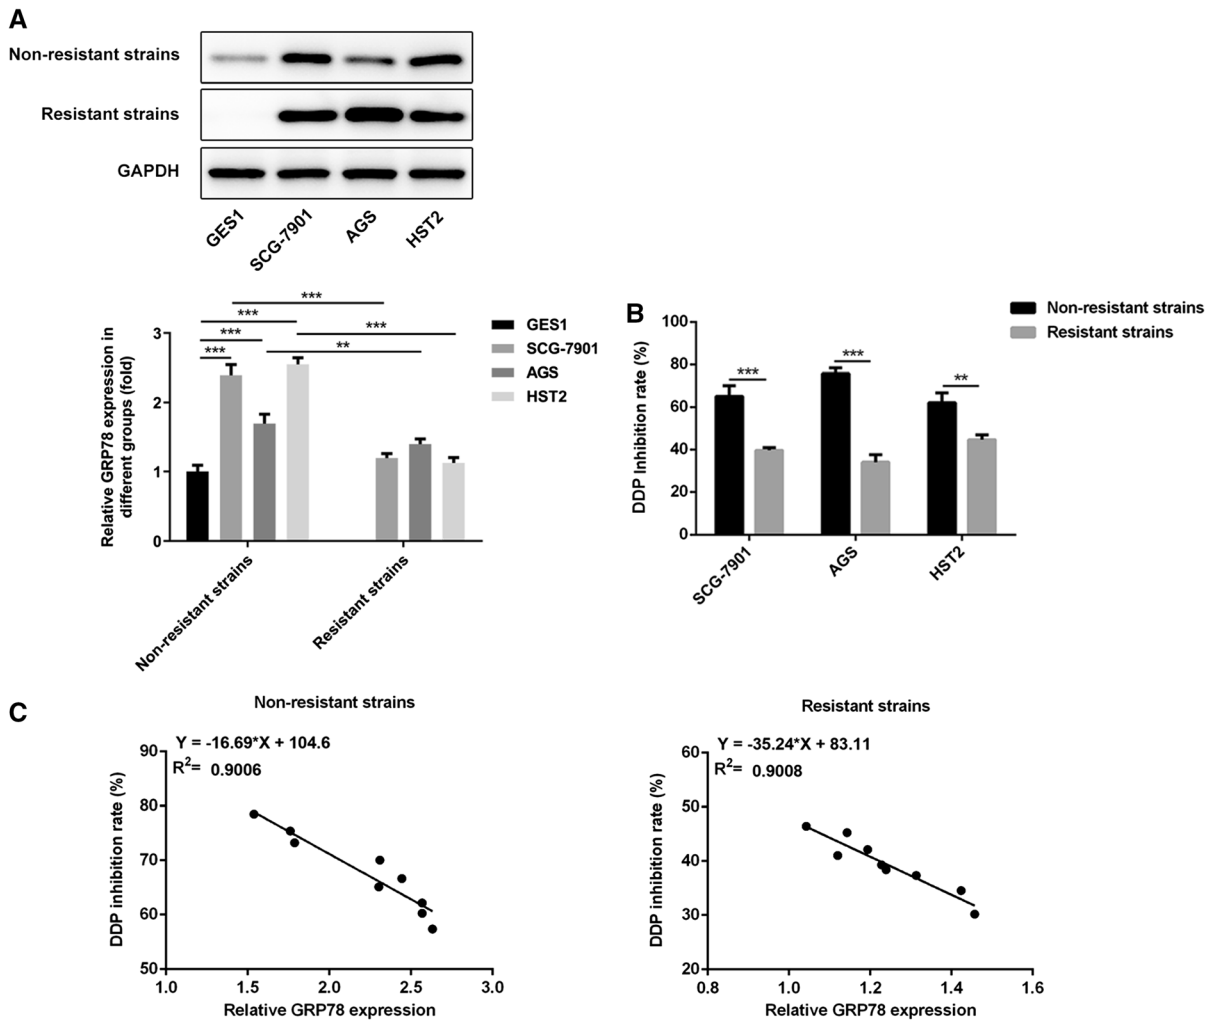 A
Non-resistant strains
Resistant strains
GAPDH
GES1
SCG-7901
AGS
HST2
Relative GRP78 expression in
different groups (fold)
3
2
1
0
***
***
***
***
***
**
GES1
SCG-7901
AGS
HST2
Non-resistant strains
Resistant strains
B
DDP Inhibition rate (%)
100
80
60
40
20
0
***
***
**
Non-resistant strains
Resistant strains
SCG-7901
AGS
HST2
C
Non-resistant strains
Y = -16.69*X + 104.6
R2= 0.9006
DDP inhibition rate (%)
90
80
70
60
50
1.0 1.5 2.0 2.5 3.0
Relative GRP78 expression
Resistant strains
Y = -35.24*X + 83.11
R2= 0.9008
DDP inhibition rate (%)
60
50
40
30
20
0.8 1.0 1.2 1.4 1.6
Relative GRP78 expression